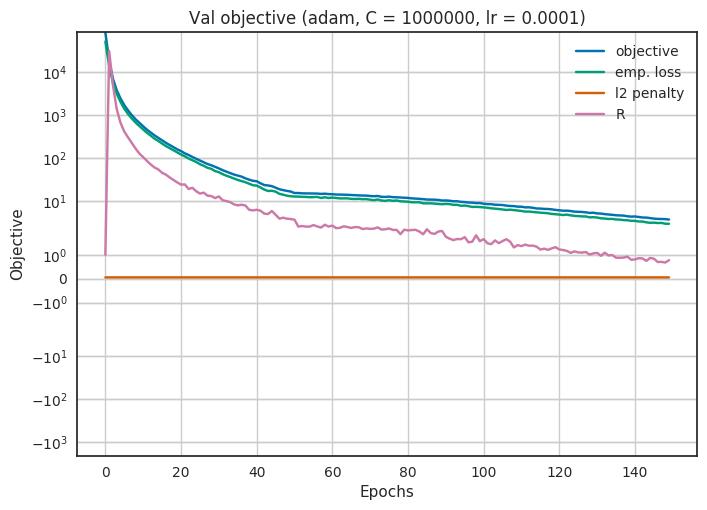 Val objective (adam, C = 1000000, lr = 0.0001)
objective
emp. loss
l2 penalty
R
Objective
10⁴
10³
10²
10¹
10⁰
0
−10⁰
−10¹
−10²
−10³
0 20 40 60 80 100 120 140
Epochs